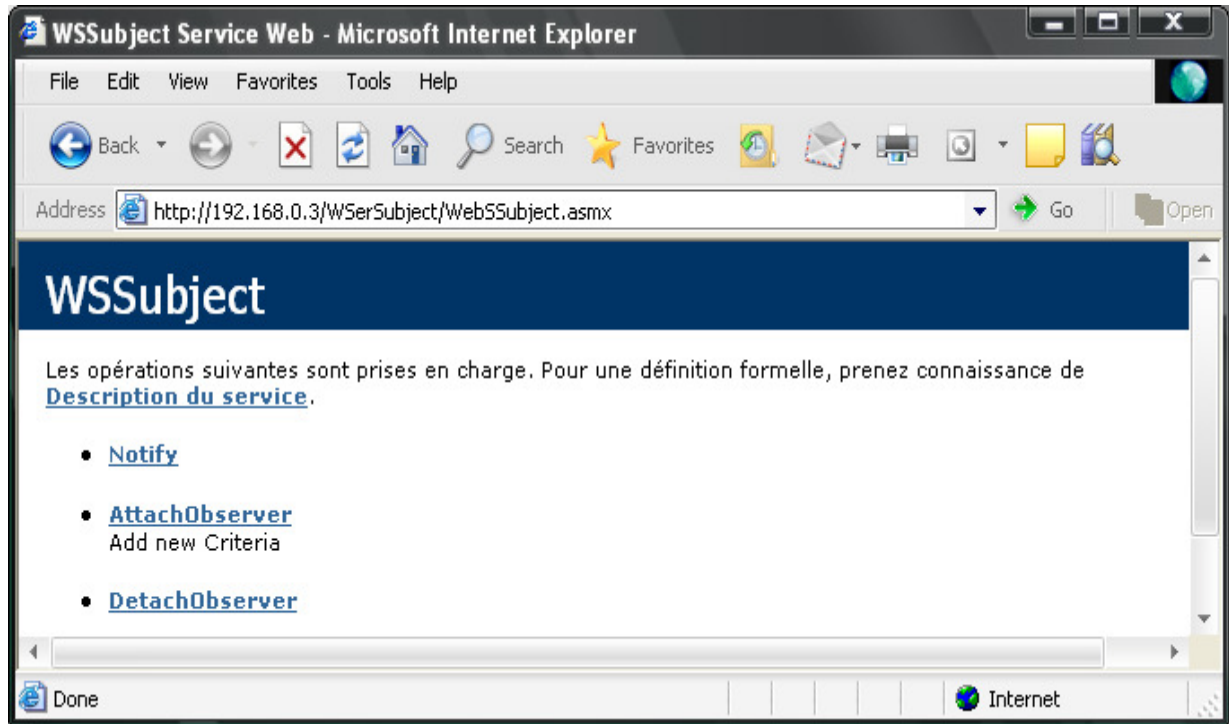 WSSubject Service Web - Microsoft Internet Explorer
File Edit View Favorites Tools Help
Back Search Favorites
Address http://192.168.0.3/WSerSubject/WebSSubject.asmx Go Open
WSSubject
Les opérations suivantes sont prises en charge. Pour une définition formelle, prenez connaissance de
Description du service.
• Notify
• AttachObserver
Add new Criteria
• DetachObserver
Done Internet